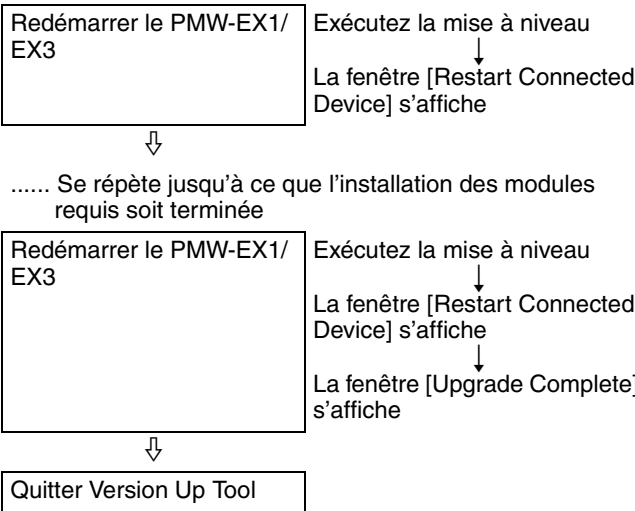 Redémarrer le PMW-EX1/
EX3
Exécutez la mise à niveau
La fenêtre [Restart Connected
Device] s’affiche
...... Se répète jusqu’à ce que l’installation des modules
requis soit terminée
Redémarrer le PMW-EX1/
EX3
Exécutez la mise à niveau
La fenêtre [Restart Connected
Device] s’affiche
La fenêtre [Upgrade Complete]
s’affiche
Quitter Version Up Tool